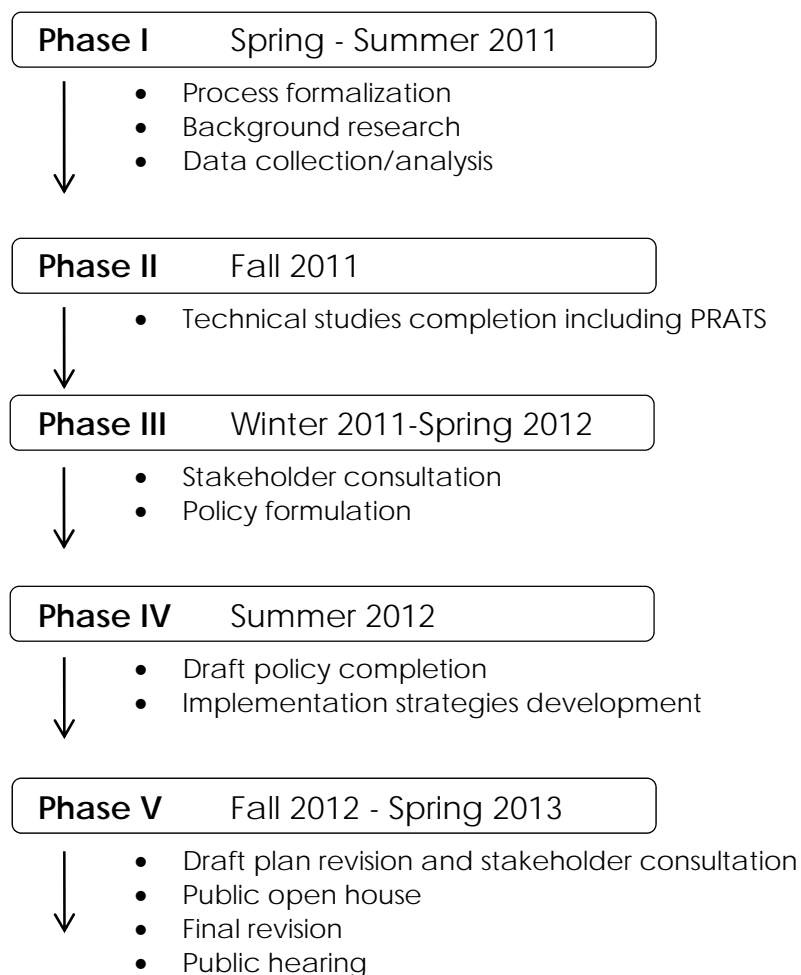 Phase I Spring - Summer 2011
• Process formalization
• Background research
• Data collection/analysis
Phase II Fall 2011
• Technical studies completion including PRATS
Phase III Winter 2011-Spring 2012
• Stakeholder consultation
• Policy formulation
Phase IV Summer 2012
• Draft policy completion
• Implementation strategies development
Phase V Fall 2012 - Spring 2013
• Draft plan revision and stakeholder consultation
• Public open house
• Final revision
• Public hearing